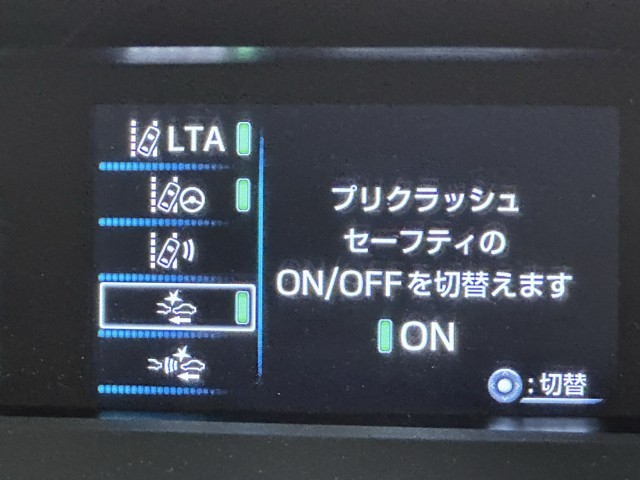 LTA
プリクラッシュ
セーフティの
ON/OFFを切替えます
ON
:切替